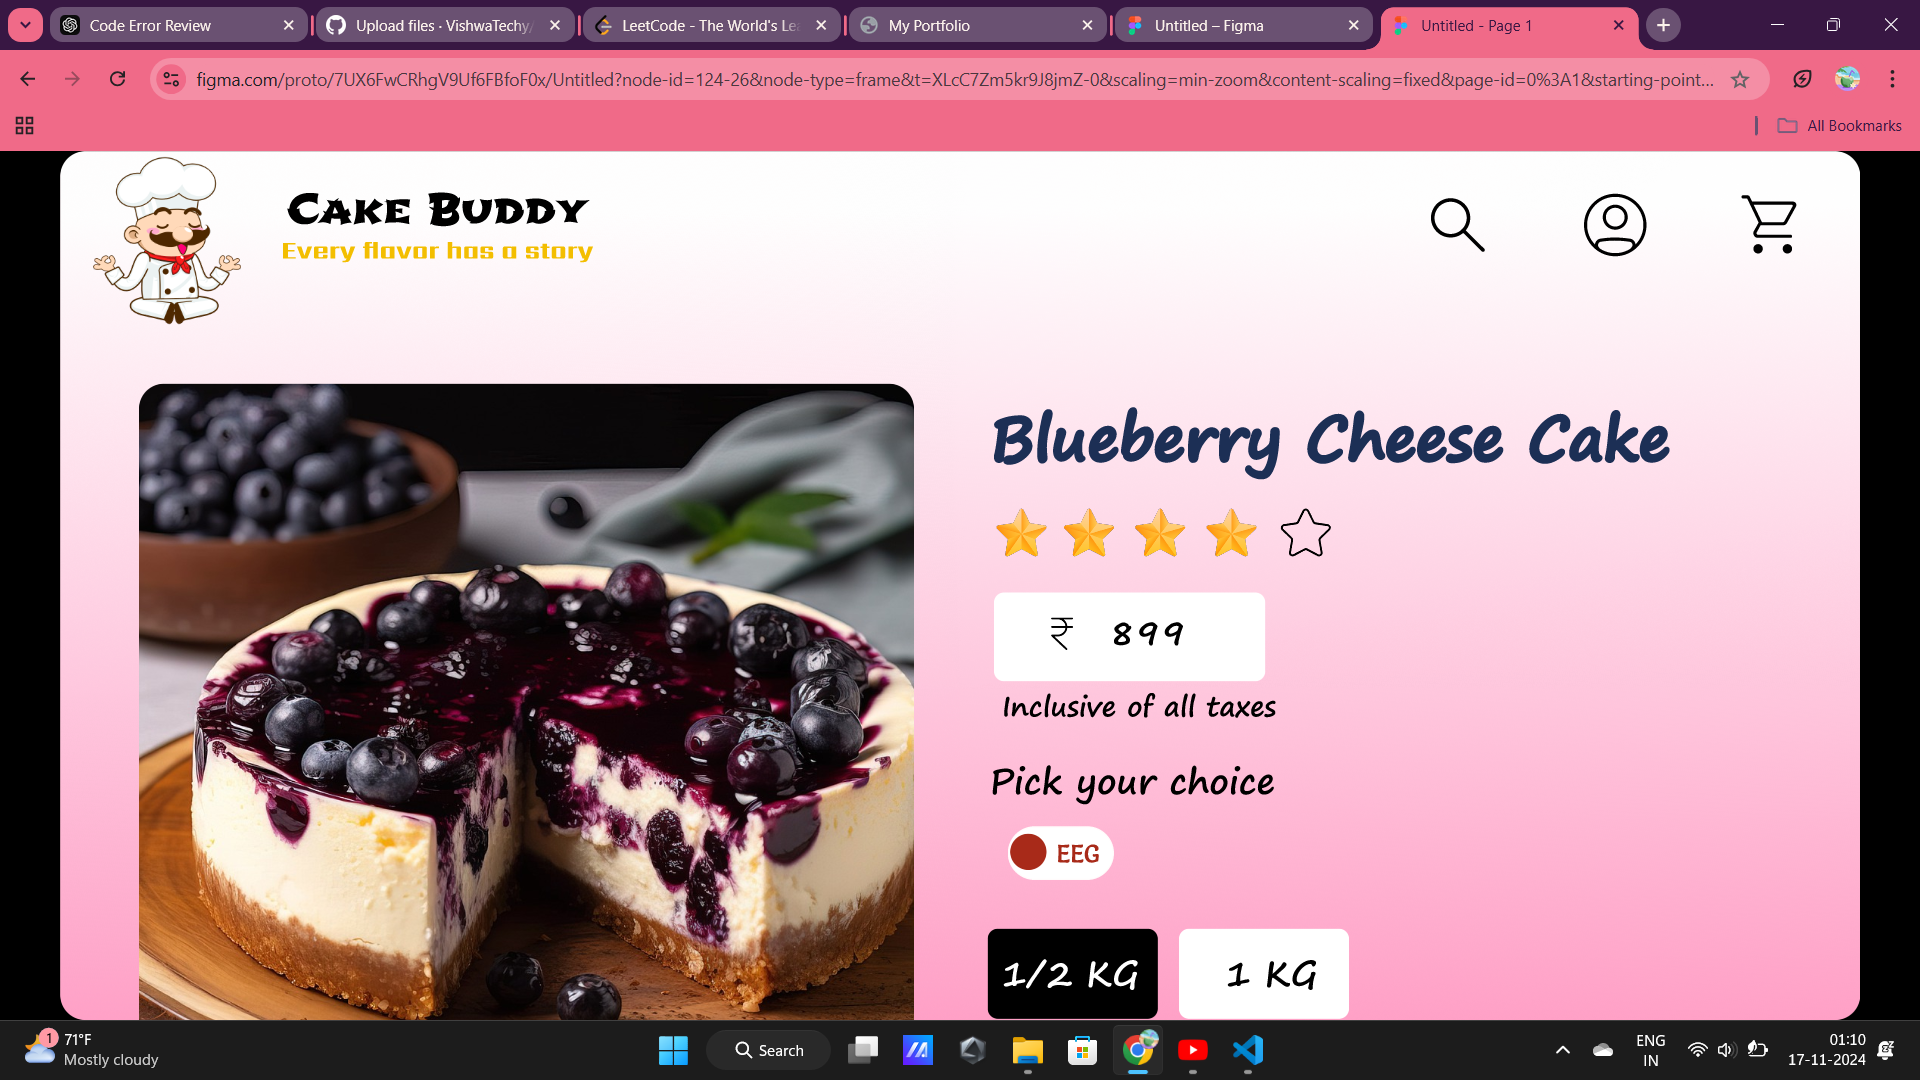 Code Error Review
Upload files · VishwaTechy/
LeetCode - The World's Lea
My Portfolio
Untitled – Figma
Untitled - Page 1
figma.com/proto/7UX6FwCRhgV9Uf6FBfoF0x/Untitled?node-id=124-26&node-type=frame&t=XLcC7Zm5kr9J8jmZ-0&scaling=min-zoom&content-scaling=fixed&page-id=0%3A1&starting-point...
All Bookmarks
Cake Buddy
Every flavor has a story
Blueberry Cheese Cake
₹ 899
Inclusive of all taxes
Pick your choice
EEG
1/2 KG
1 KG
1
71°F
Mostly cloudy
Search
ENG
IN
01:10
17-11-2024